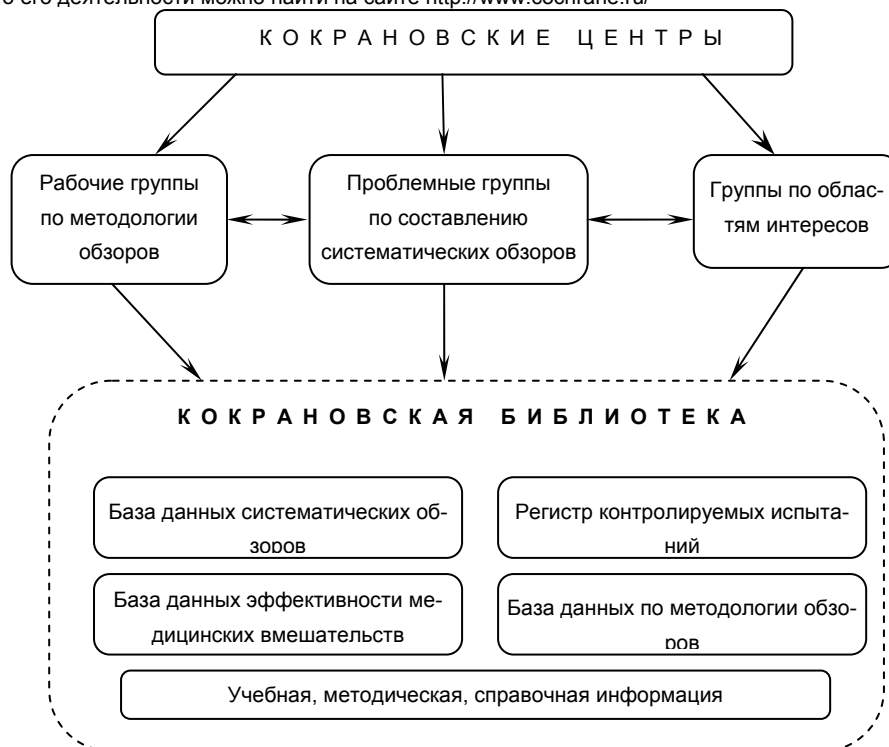 о его деятельности можно найти на сайте http://www.cochrane.ru/
К О К Р А Н О В С К И Е Ц Е Н Т Р Ы
Рабочие группы
по методологии
обзоров
Проблемные группы
по составлению
систематических обзоров
Группы по облас-
тям интересов
К О К Р А Н О В С К А Я Б И Б Л И О Т Е К А
База данных систематических об-
зоров
Регистр контролируемых испыта-
ний
База данных эффективности ме-
дицинских вмешательств
База данных по методологии обзо-
ров
Учебная, методическая, справочная информация